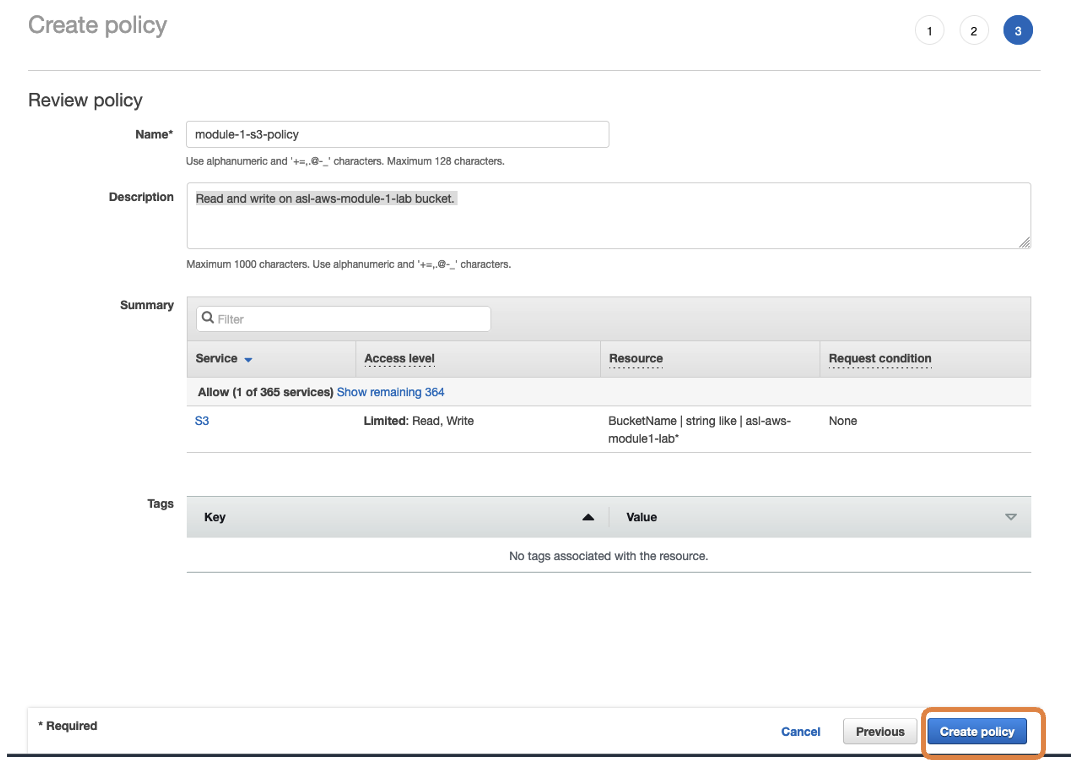 Create policy
1 2 3
Review policy
Name* module-1-s3-policy
Use alphanumeric and '+=,.@-_' characters. Maximum 128 characters.
Description Read and write on asl-aws-module-1-lab bucket.
Maximum 1000 characters. Use alphanumeric and '+=,.@-_' characters.
Summary Filter
Service Access level Resource Request condition
Allow (1 of 365 services) Show remaining 364
S3 Limited: Read, Write BucketName | string like | asl-aws- None
module1-lab*
Tags Key Value
No tags associated with the resource.
* Required Cancel Previous Create policy